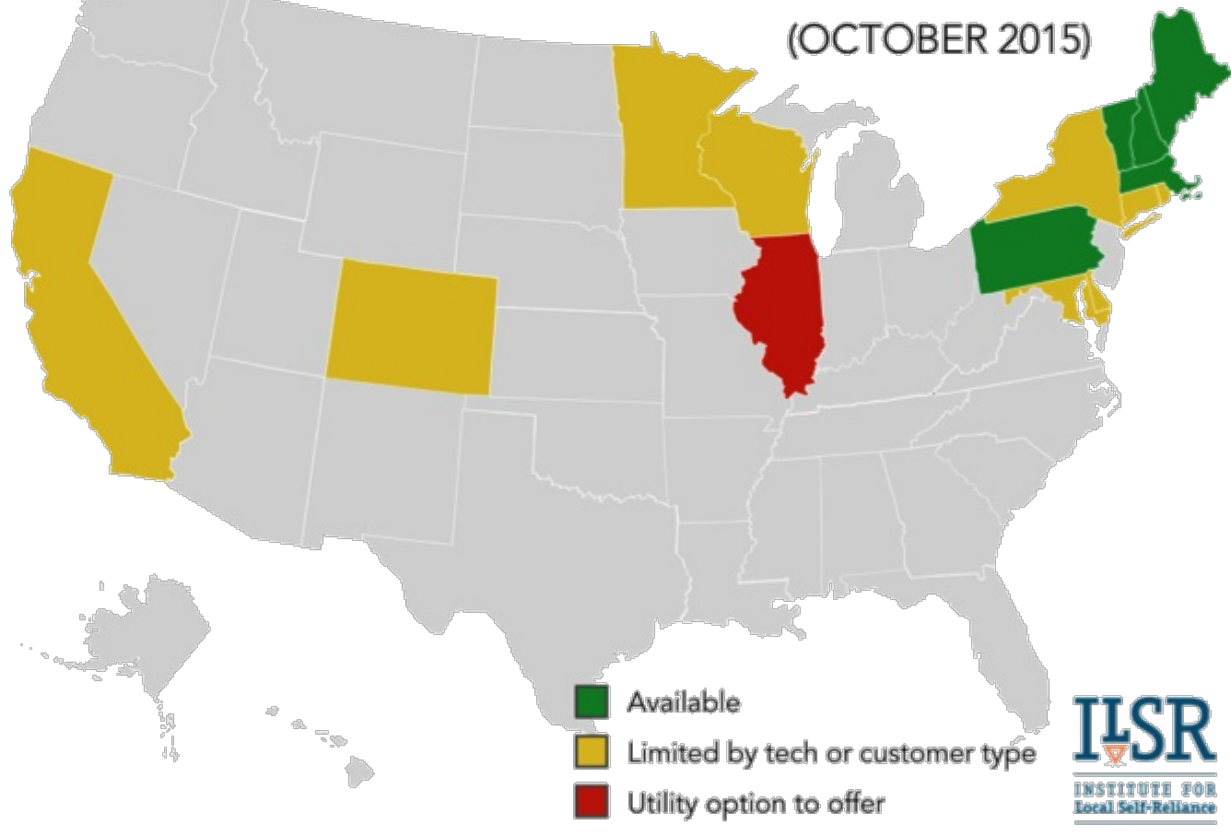 (OCTOBER 2015)
Available
Limited by tech or customer type
Utility option to offer
ILSR
INSTITUTE FOR
Local Self-Reliance